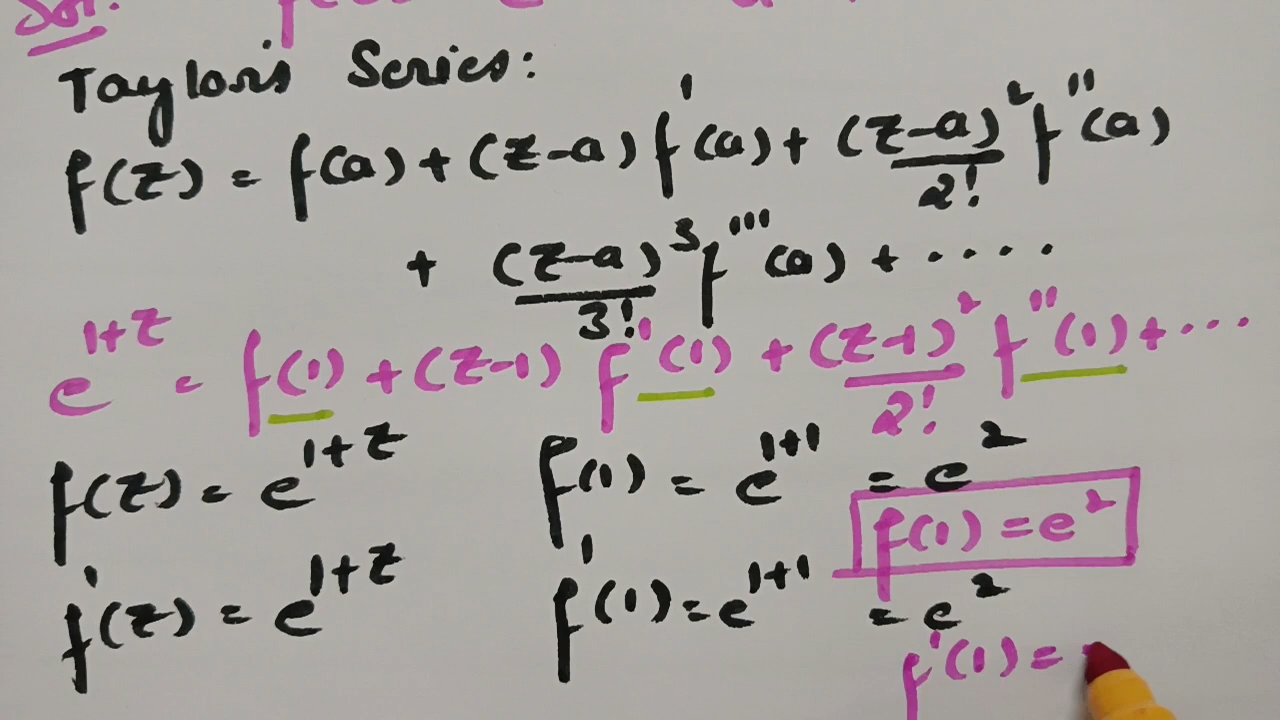 Sol:
Taylor's Series:
f(z) = f(a) + (z-a) f'(a) + (z-a)²/2! f''(a)
+ (z-a)³/3! f'''(a) + ....
e^{1+z} = f(1) + (z-1) f'(1) + (z-1)²/2! f''(1) + ...
f(z) = e^{1+z} f(1) = e^{1+1} = e²
f(1) = e²
f'(z) = e^{1+z} f'(1) = e^{1+1} = e²
f'(1) =